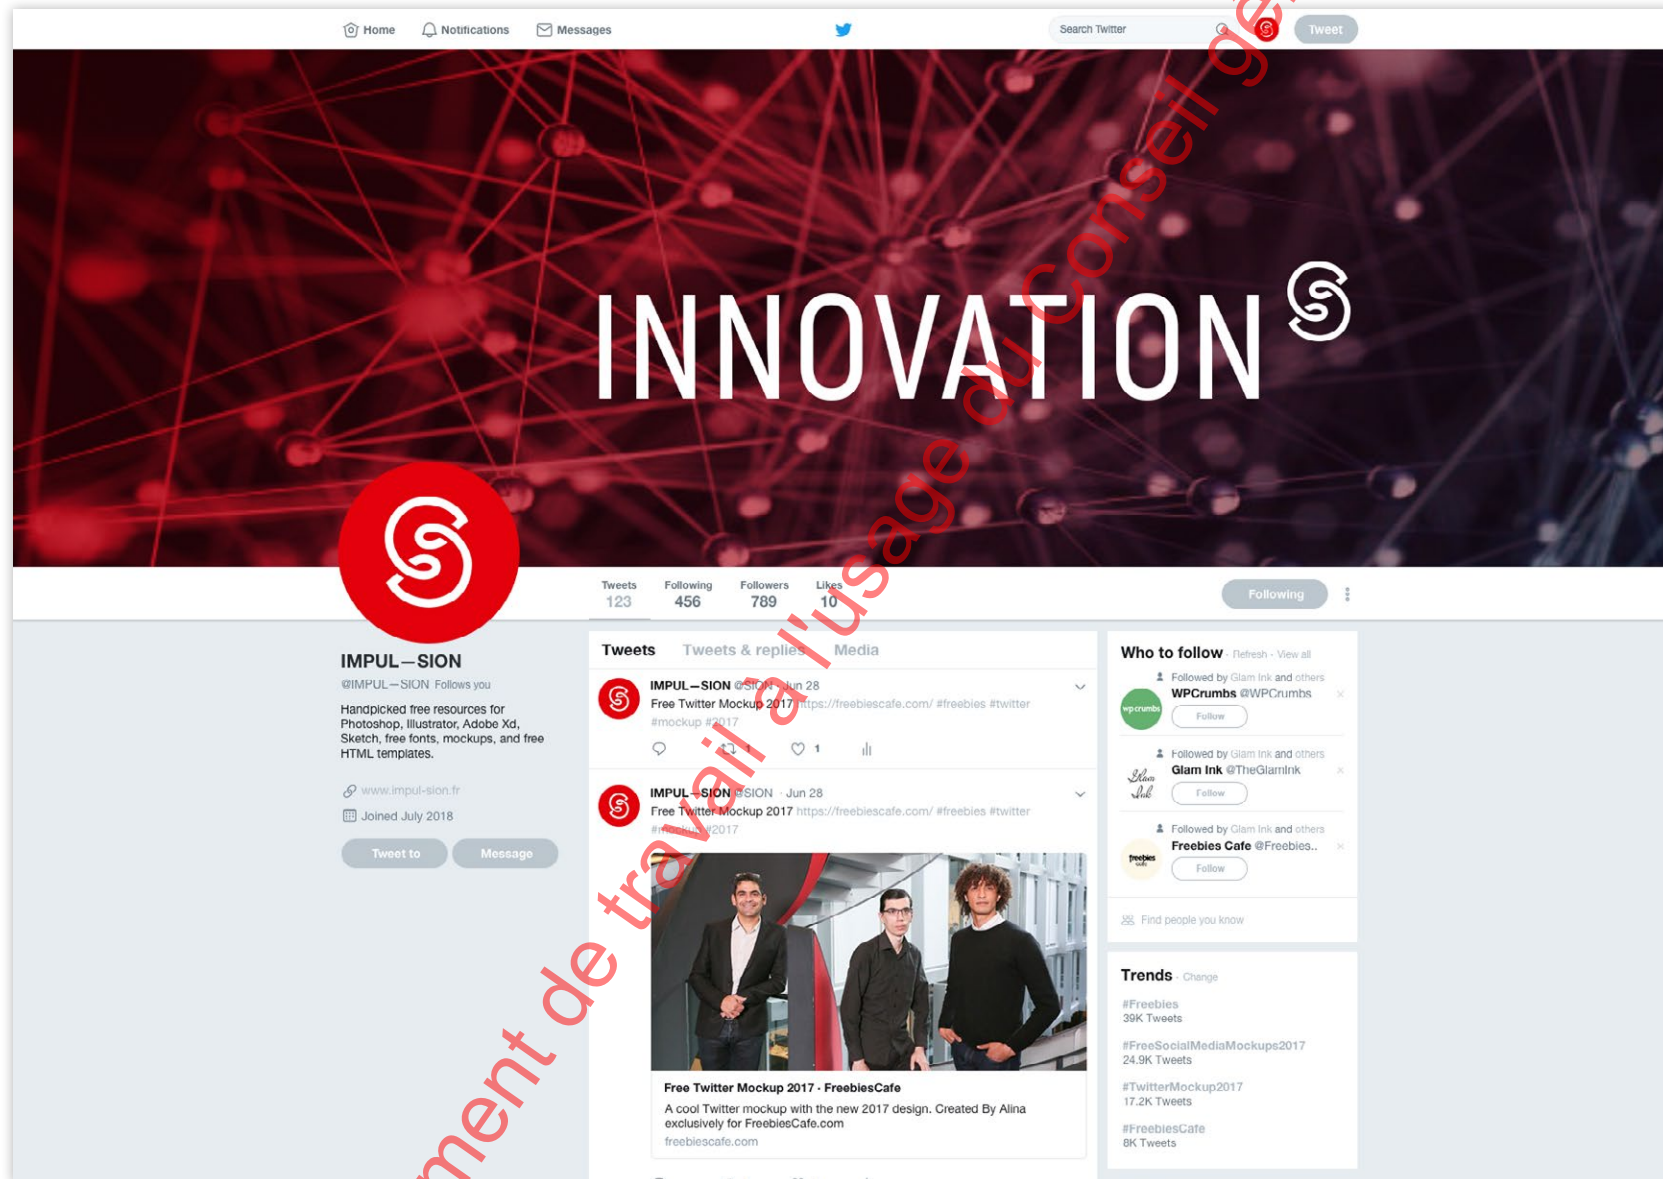 Home Notifications Messages Search Twitter Tweet
INNOVATION
Tweets Following Followers Likes
123 456 789 10
Following
IMPUL—SION
@IMPUL—SION Follows you
Handpicked free resources for
Photoshop, Illustrator, Adobe Xd,
Sketch, free fonts, mockups, and free
HTML templates.
www.impul-sion.fr
Joined July 2018
Tweet to Message
Tweets Tweets & replies Media
IMPUL—SION @SION · Jun 28
Free Twitter Mockup 2017 https://freebiescafe.com/ #freebies #twitter
#mockup #2017
1 1
IMPUL—SION @SION · Jun 28
Free Twitter Mockup 2017 https://freebiescafe.com/ #freebies #twitter
#mockup #2017
Free Twitter Mockup 2017 - FreebiesCafe
A cool Twitter mockup with the new 2017 design. Created By Alina
exclusively for FreebiesCafe.com
freebiescafe.com
Who to follow · Refresh · View all
Followed by Glam Ink and others
wpcrumbs
WPCrumbs @WPCrumbs
Follow
Followed by Glam Ink and others
Glam Ink
Glam Ink @TheGlamInk
Follow
Followed by Glam Ink and others
freebies cafe
Freebies Cafe @Freebies..
Follow
Find people you know
Trends · Change
#Freebies
39K Tweets
#FreeSocialMediaMockups2017
24.9K Tweets
#TwitterMockup2017
17.2K Tweets
#FreebiesCafe
8K Tweets
de travail à l'usage du Conseil